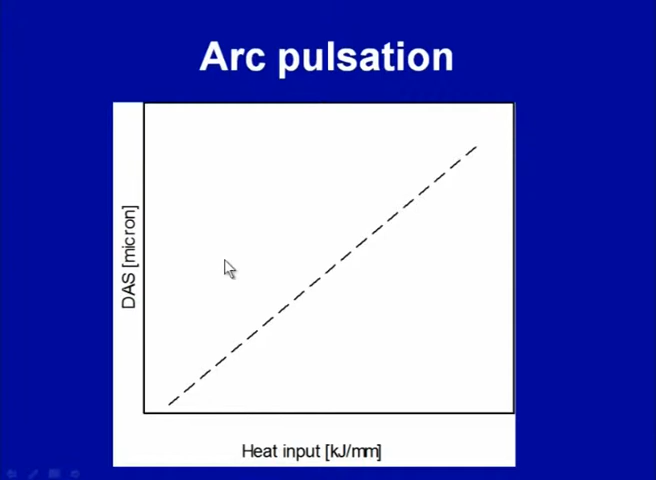 Arc pulsation
DAS [micron]
Heat input [kJ/mm]